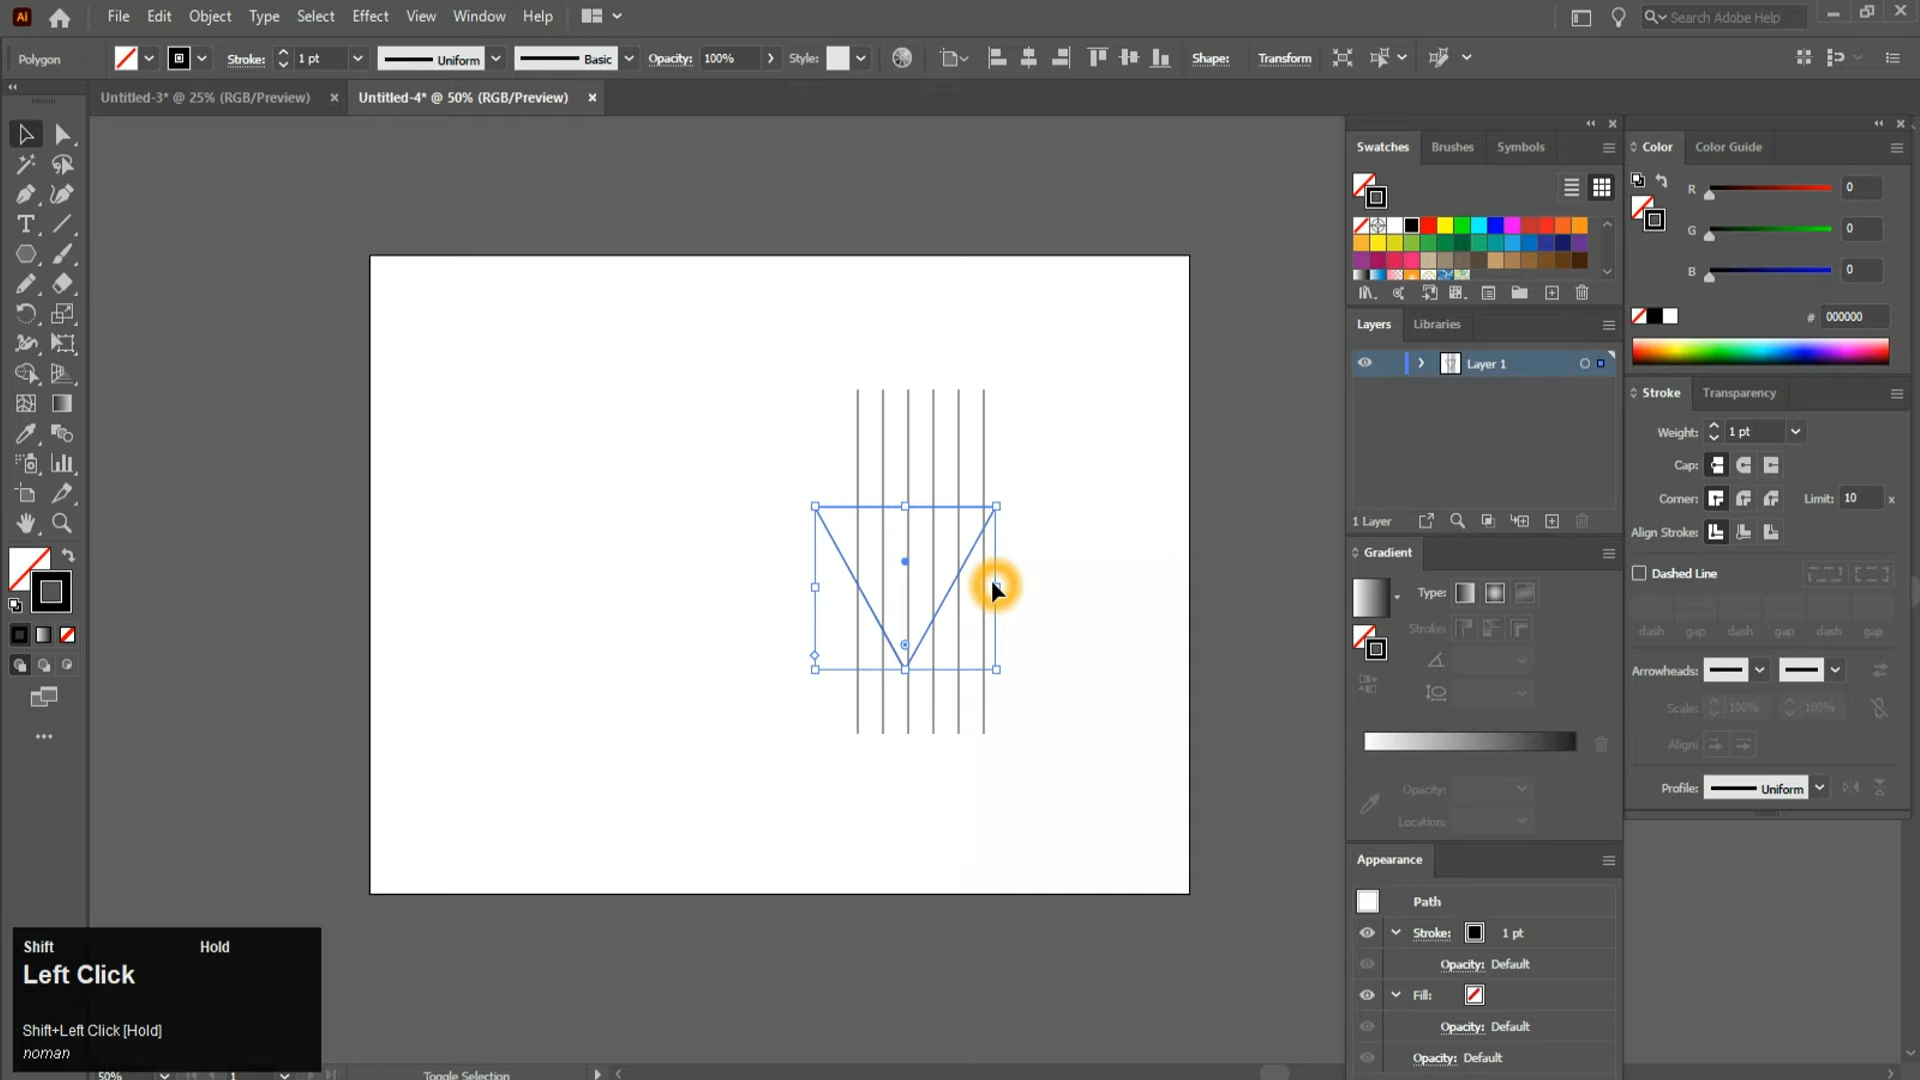 Ai File Edit Object Type Select Effect View Window Help Search Adobe Help
Polygon Stroke: 1 pt Uniform Basic Opacity: 100% Style: Shape: Transform
Untitled-3* @ 25% (RGB/Preview) × Untitled-4* @ 50% (RGB/Preview) ×
Swatches Brushes Symbols
Color Color Guide
R 0
G 0
B 0
# 000000
Layers Libraries
Layer 1
1 Layer
Stroke Transparency
Weight: 1 pt
Cap:
Corner: Limit: 10 x
Align Stroke:
Dashed Line
dash gap dash gap dash gap
Arrowheads:
Scale: 100% 100%
Align:
Profile: Uniform
Gradient
Type:
Stroke:
Opacity:
Location:
Appearance
Path
Stroke: 1 pt
Opacity: Default
Fill:
Opacity: Default
Opacity: Default
Shift Hold
Left Click
Shift+Left Click [Hold]
noman
50% 1 Toggle Selection